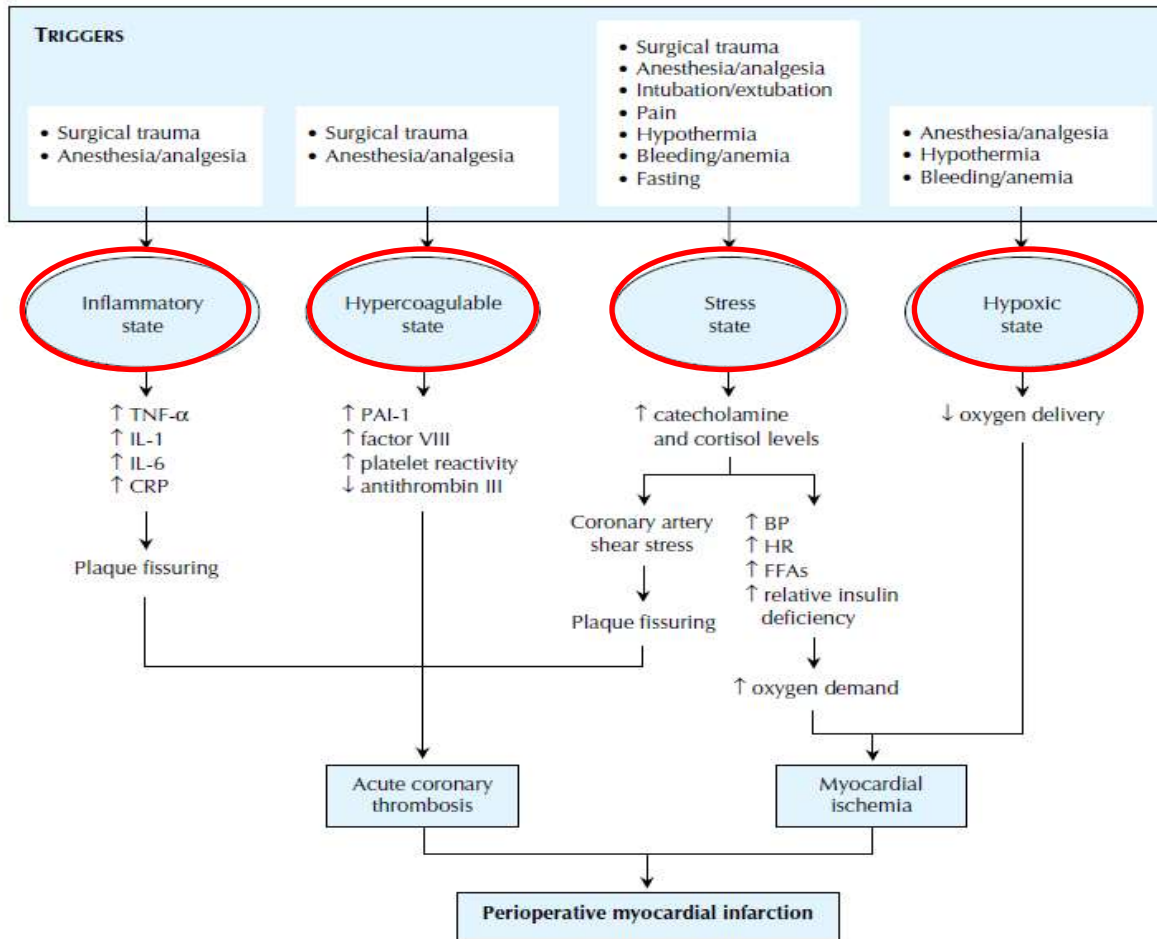 TRIGGERS
• Surgical trauma
• Anesthesia/analgesia
• Surgical trauma
• Anesthesia/analgesia
• Surgical trauma
• Anesthesia/analgesia
• Intubation/extubation
• Pain
• Hypothermia
• Bleeding/anemia
• Fasting
• Anesthesia/analgesia
• Hypothermia
• Bleeding/anemia
Inflammatory
state
Hypercoagulable
state
Stress
state
Hypoxic
state
↑ TNF-α
↑ IL-1
↑ IL-6
↑ CRP
↑ PAI-1
↑ factor VIII
↑ platelet reactivity
↓ antithrombin III
↑ catecholamine
and cortisol levels
↓ oxygen delivery
Plaque fissuring
Coronary artery
shear stress
Plaque fissuring
↑ BP
↑ HR
↑ FFAs
↑ relative insulin
deficiency
↑ oxygen demand
Acute coronary
thrombosis
Myocardial
ischemia
Perioperative myocardial infarction